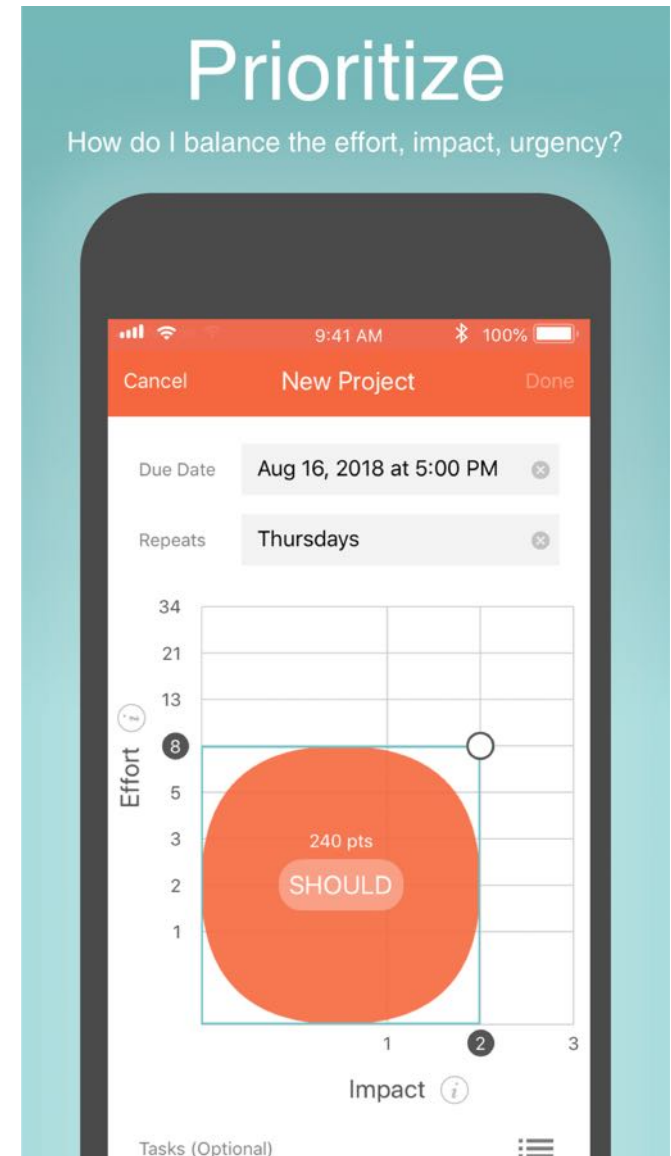 Prioritize
How do I balance the effort, impact, urgency?
9:41 AM 100%
Cancel New Project Done
Due Date Aug 16, 2018 at 5:00 PM
Repeats Thursdays
34
21
13
8
5
3
2
1
Effort i
240 pts
SHOULD
1 2 3
Impact i
Tasks (Optional)